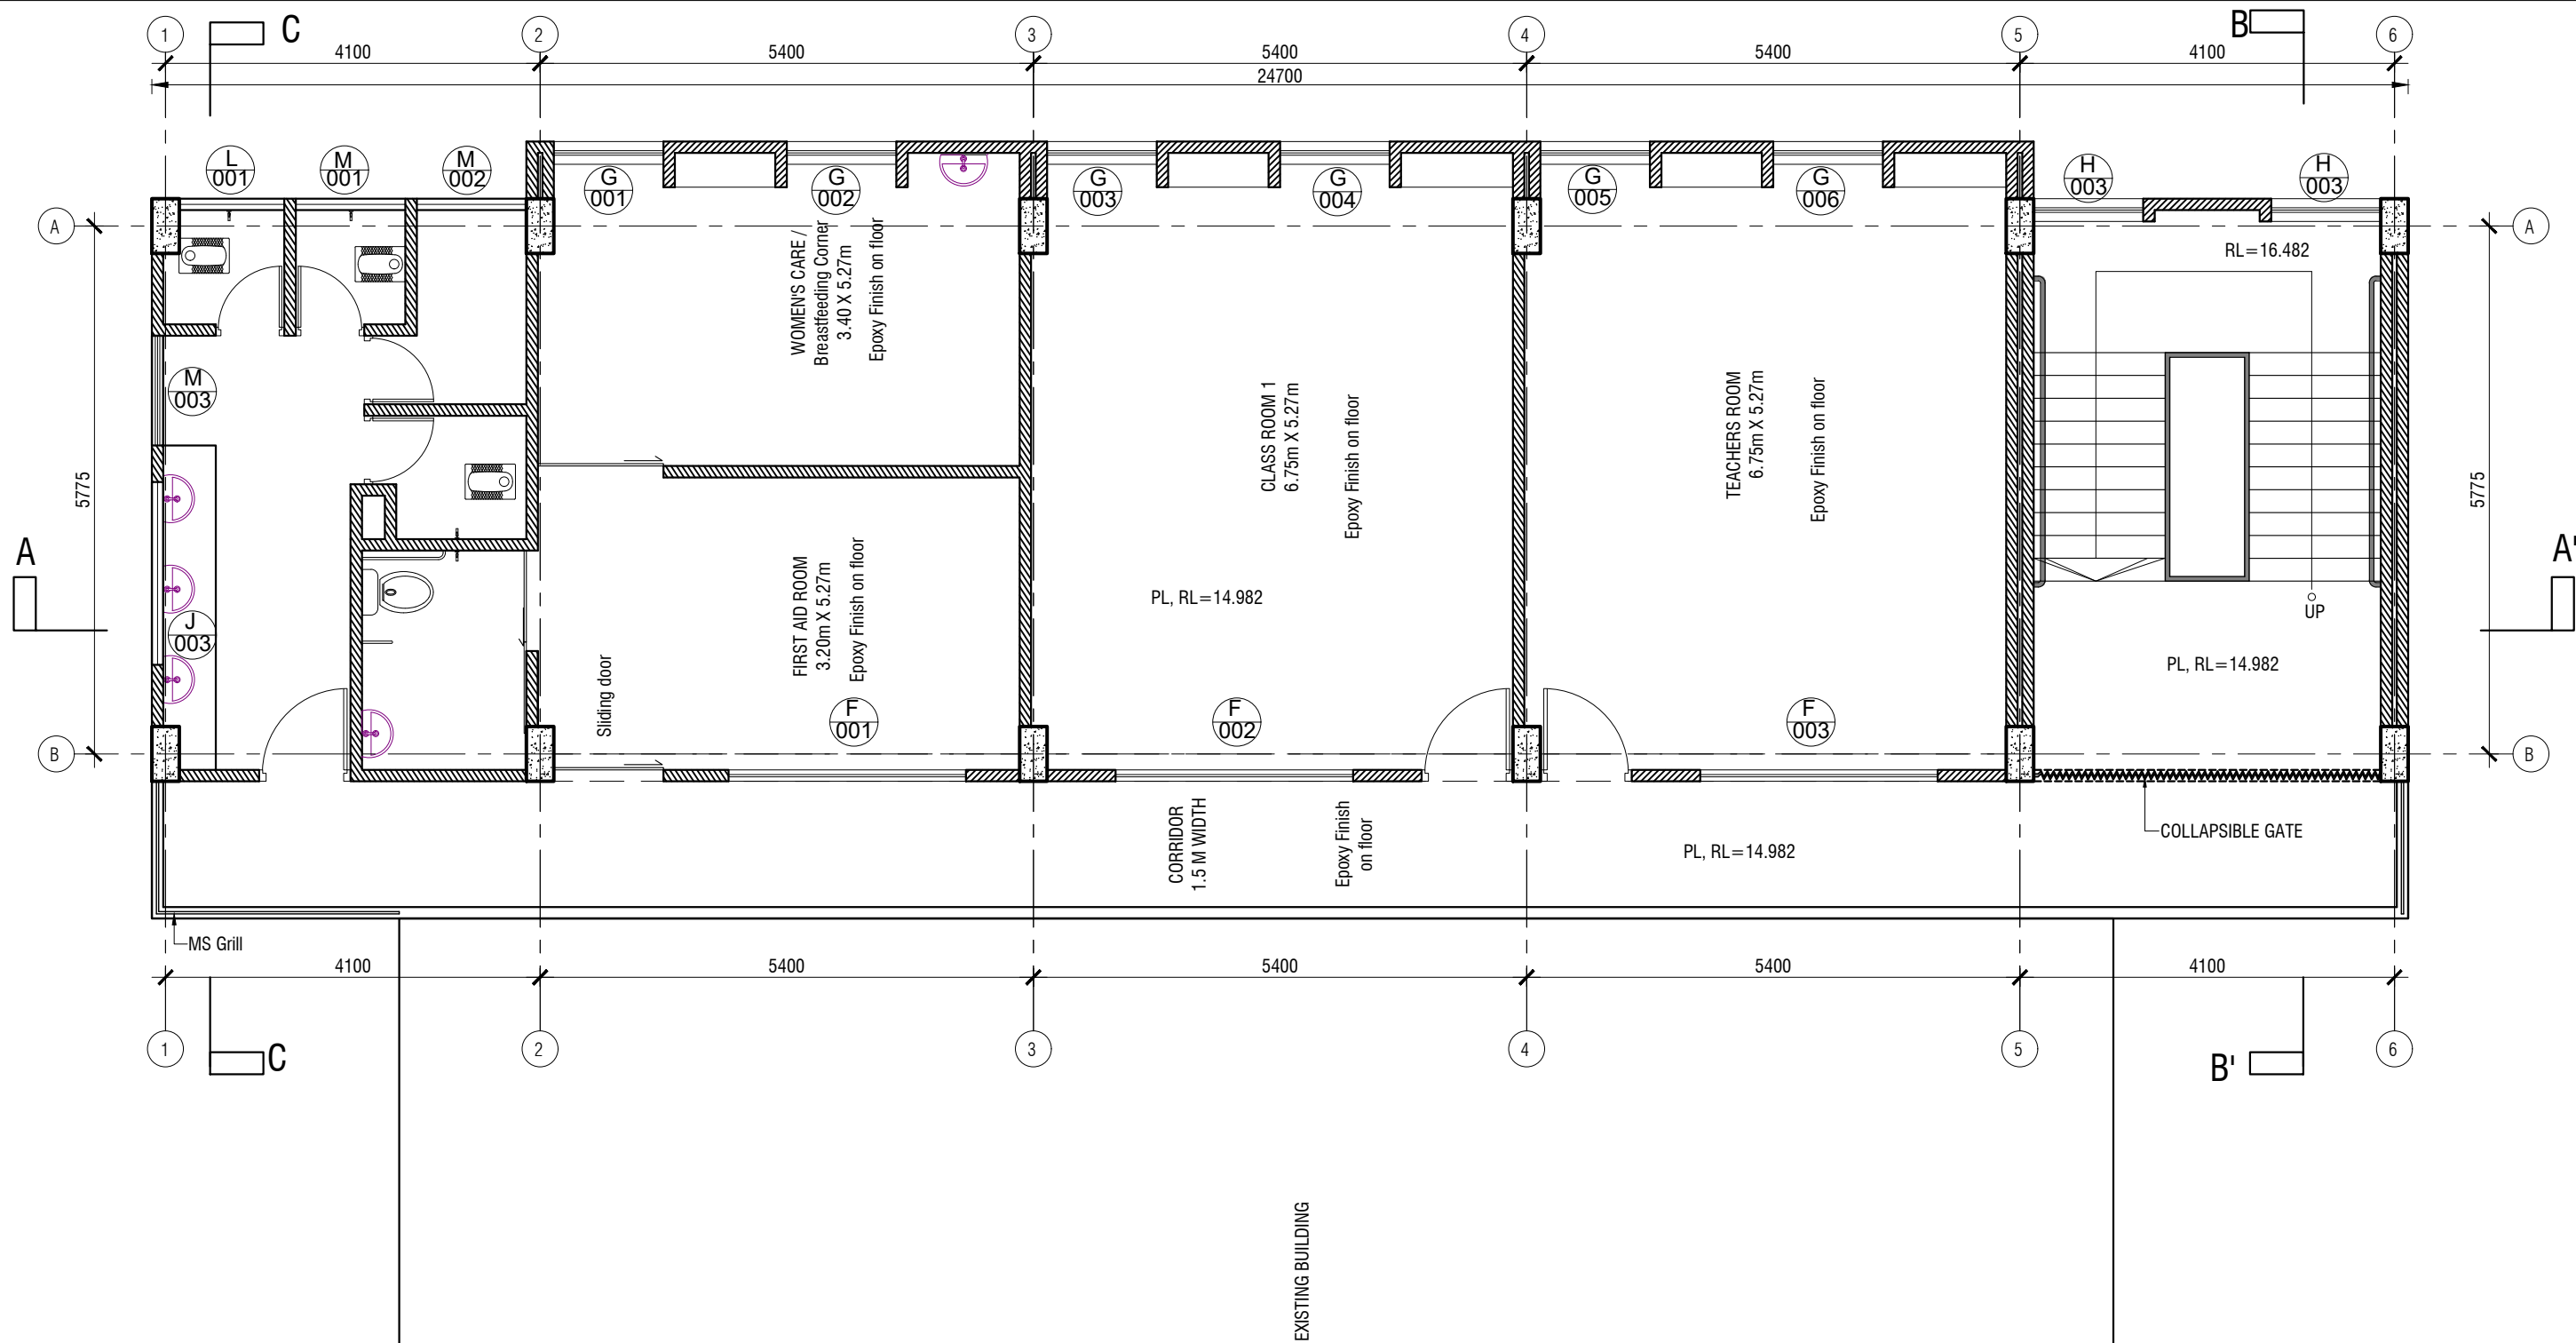 C
B
1
2
3
4
5
6
4100
5400
5400
5400
4100
24700
L
001
M
001
M
002
G
001
G
002
G
003
G
004
G
005
G
006
H
003
H
003
A
A
RL=16.482
WOMEN'S CARE /
Breastfeeding Corner
3.40 X 5.27m
Epoxy Finish on floor
M
003
CLASS ROOM 1
6.75m X 5.27m
Epoxy Finish on floor
TEACHERS ROOM
6.75m X 5.27m
Epoxy Finish on floor
5775
5775
A
A'
FIRST AID ROOM
3.20m X 5.27m
Epoxy Finish on floor
PL, RL=14.982
UP
J
003
Sliding door
PL, RL=14.982
F
001
F
002
F
003
B
B
CORRIDOR
1.5 M WIDTH
Epoxy Finish
on floor
PL, RL=14.982
COLLAPSIBLE GATE
MS Grill
4100
5400
5400
5400
4100
1
2
3
4
5
6
C
B'
EXISTING BUILDING